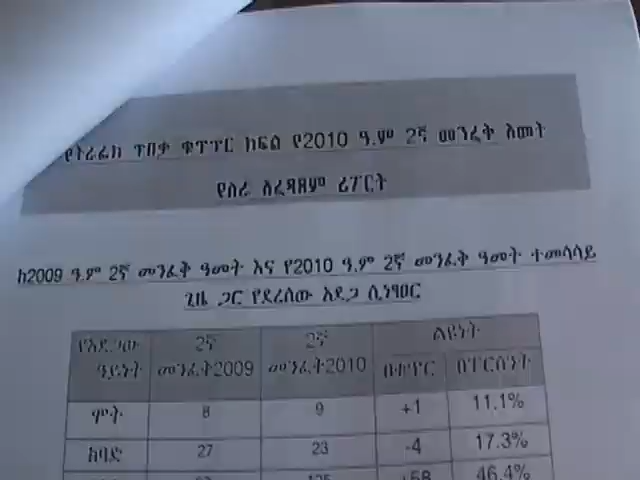 የትራፊክ ጥበቃ ቁጥጥር ክፍል የ2010 ዓ.ም 2ኛ መንፈቅ አመት
የስራ አፈጻጸም ሪፖርት
ከ2009 ዓ.ም 2ኛ መንፈቅ ዓመት እና የ2010 ዓ.ም 2ኛ መንፈቅ ዓመት ተመሳሳይ
ጊዜ ጋር የደረሰው አደጋ ሲነፃፀር
የአደጋው ዓይነት 2ኛ መንፈቅ2009 2ኛ መንፈቅ2010 ልዩነት
በቁጥር በፐርሰንት
ሞት 8 9 +1 11.1%
ከባድ 27 23 -4 17.3%
46.4%